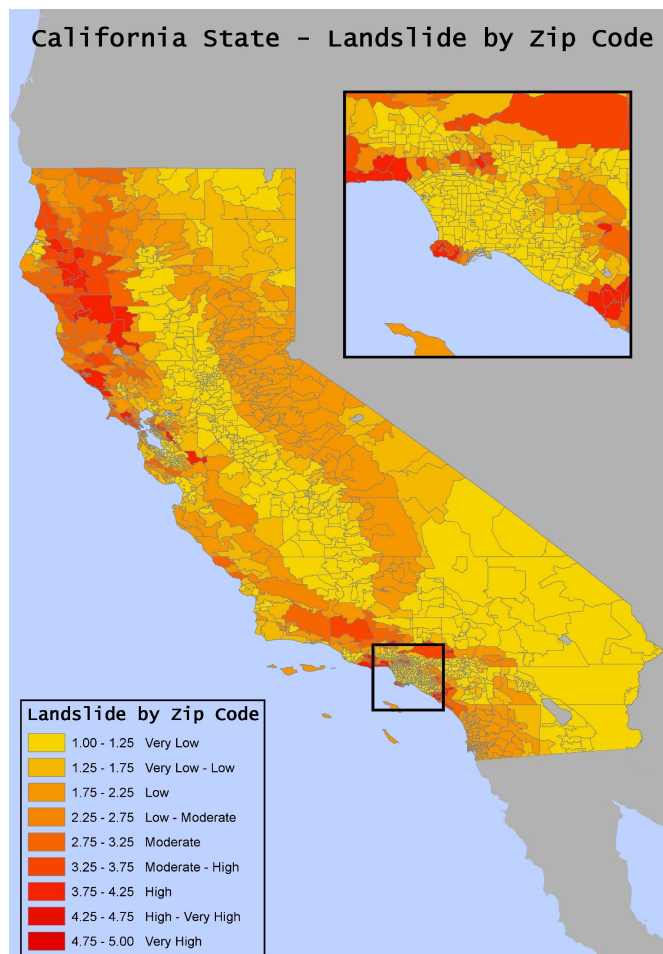 California State - Landslide by Zip Code
Landslide by Zip Code
1.00 - 1.25 Very Low
1.25 - 1.75 Very Low - Low
1.75 - 2.25 Low
2.25 - 2.75 Low - Moderate
2.75 - 3.25 Moderate
3.25 - 3.75 Moderate - High
3.75 - 4.25 High
4.25 - 4.75 High - Very High
4.75 - 5.00 Very High